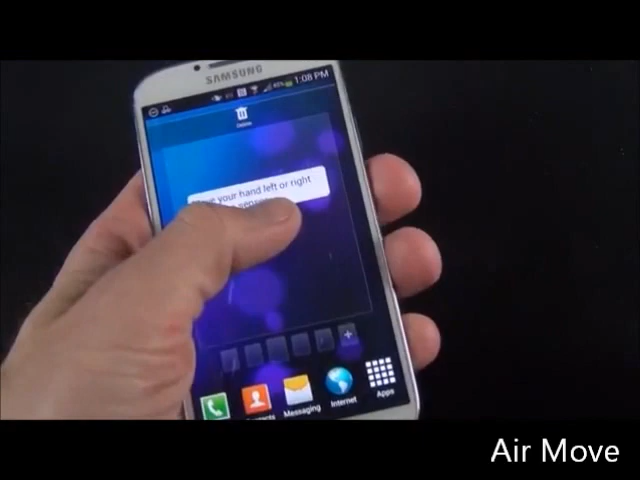 SAMSUNG
1:08 PM
Delete
your hand left or right
Messaging
Internet
Apps
Air Move